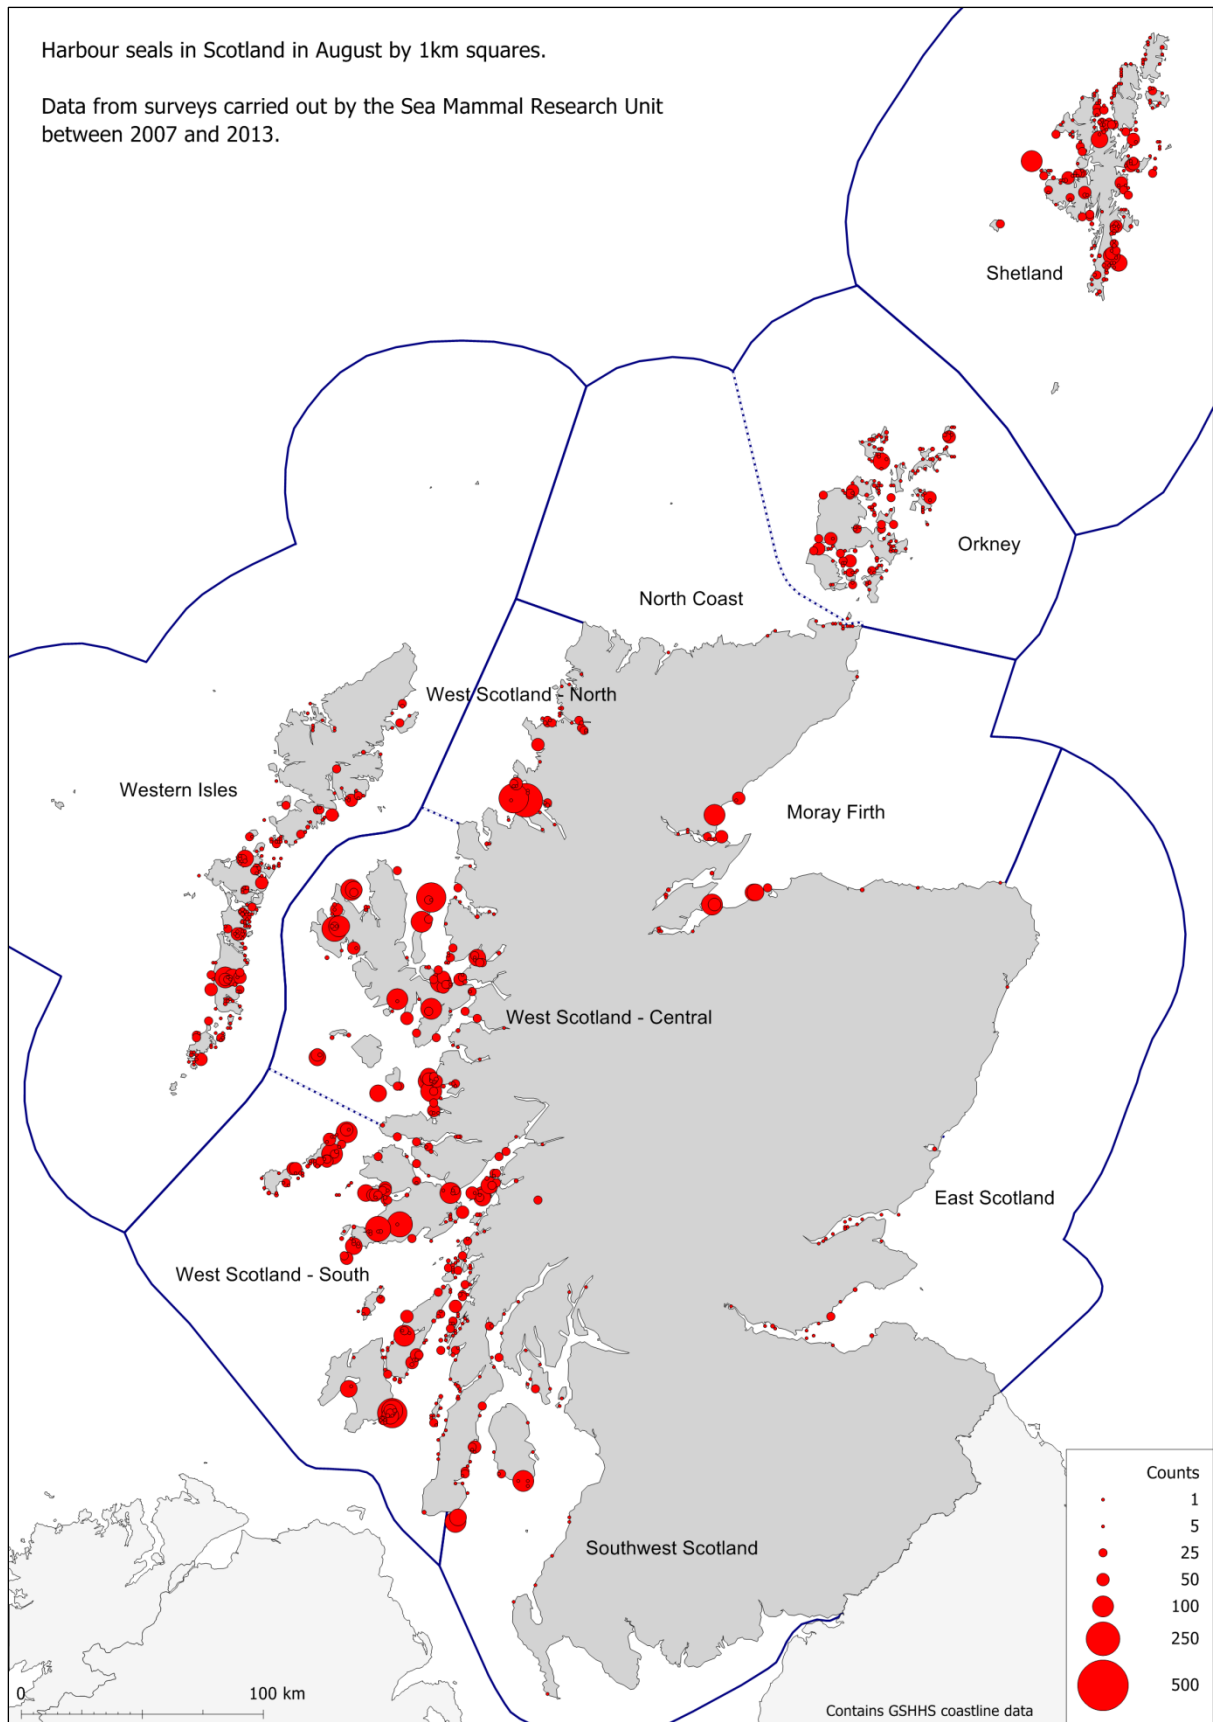 Harbour seals in Scotland in August by 1km squares.
Data from surveys carried out by the Sea Mammal Research Unit
between 2007 and 2013.
Shetland
Orkney
North Coast
West Scotland - North
Western Isles
Moray Firth
West Scotland - Central
East Scotland
West Scotland - South
Southwest Scotland
Counts
1
5
25
50
100
250
500
0 100 km
Contains GSHHS coastline data